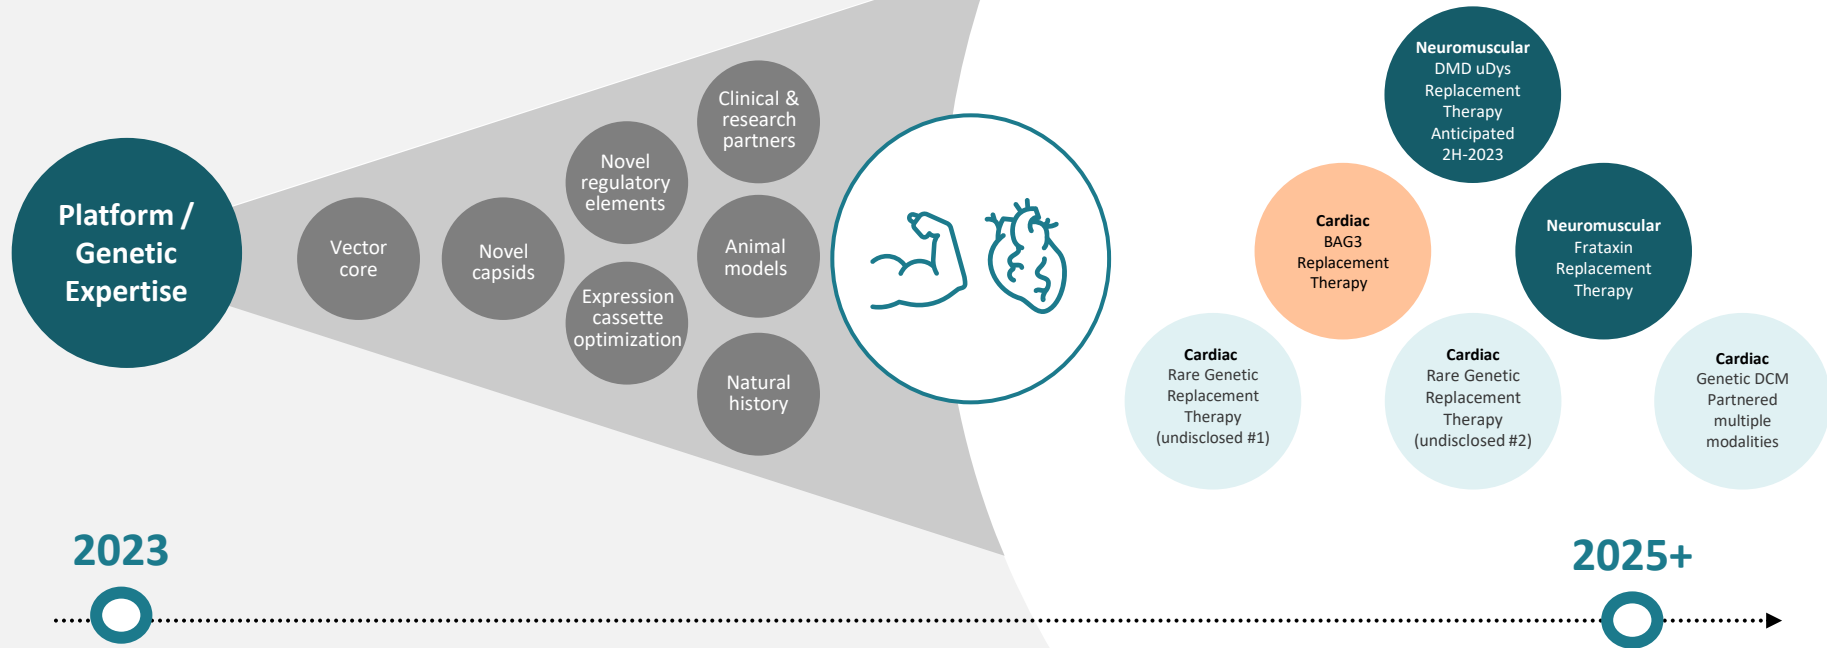 Platform /
Genetic
Expertise
Vector
core
Novel
capsids
Novel
regulatory
elements
Expression
cassette
optimization
Clinical &
research
partners
Animal
models
Natural
history
Neuromuscular
DMD uDys
Replacement
Therapy
Anticipated
2H-2023
Cardiac
BAG3
Replacement
Therapy
Neuromuscular
Frataxin
Replacement
Therapy
Cardiac
Rare Genetic
Replacement
Therapy
(undisclosed #1)
Cardiac
Rare Genetic
Replacement
Therapy
(undisclosed #2)
Cardiac
Genetic DCM
Partnered
multiple
modalities
2023
2025+